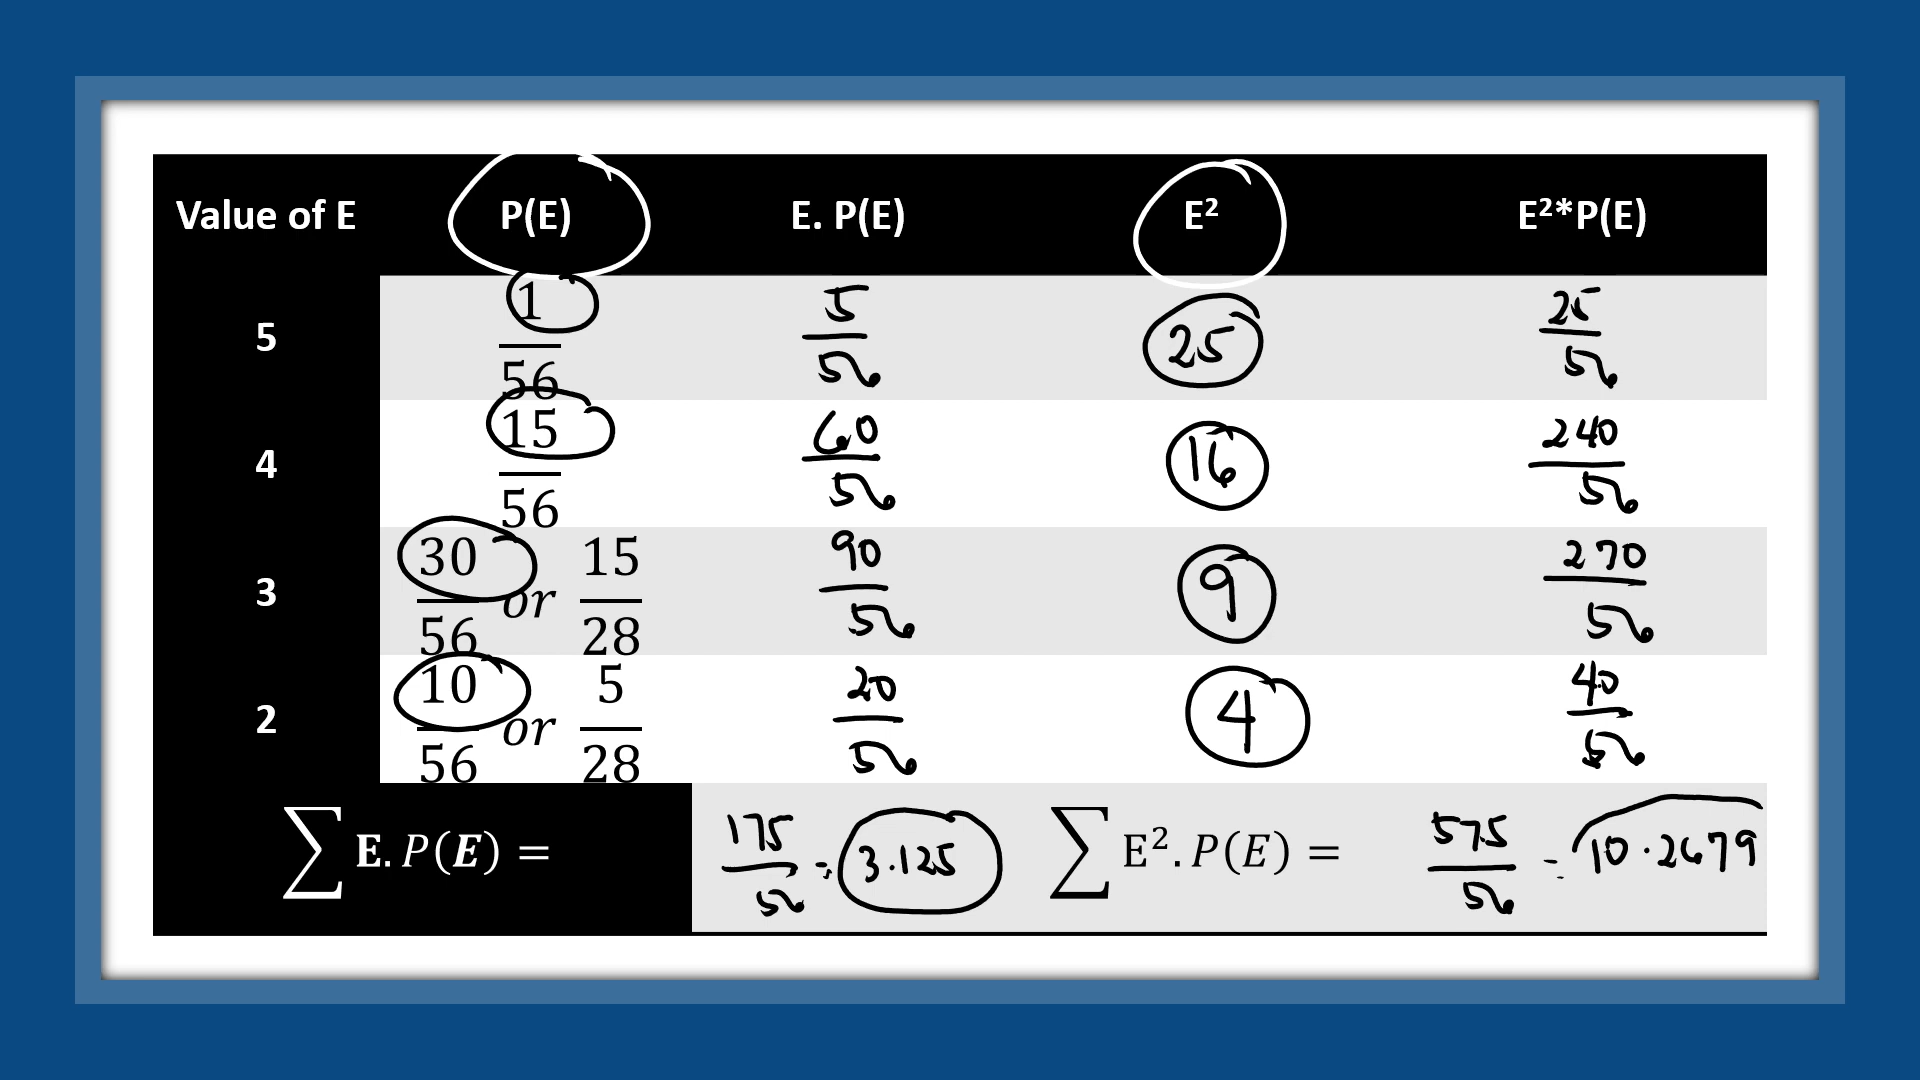 Value of E P(E) E. P(E) E² E²*P(E)
5 1/56 5/56 25 25/56
4 15/56 60/56 16 240/56
3 30/56 or 15/28 90/56 9 270/56
2 10/56 or 5/28 20/56 4 40/56
∑ E. P(E) = 175/56 = 3.125 ∑ E². P(E) = 575/56 = 10.2679